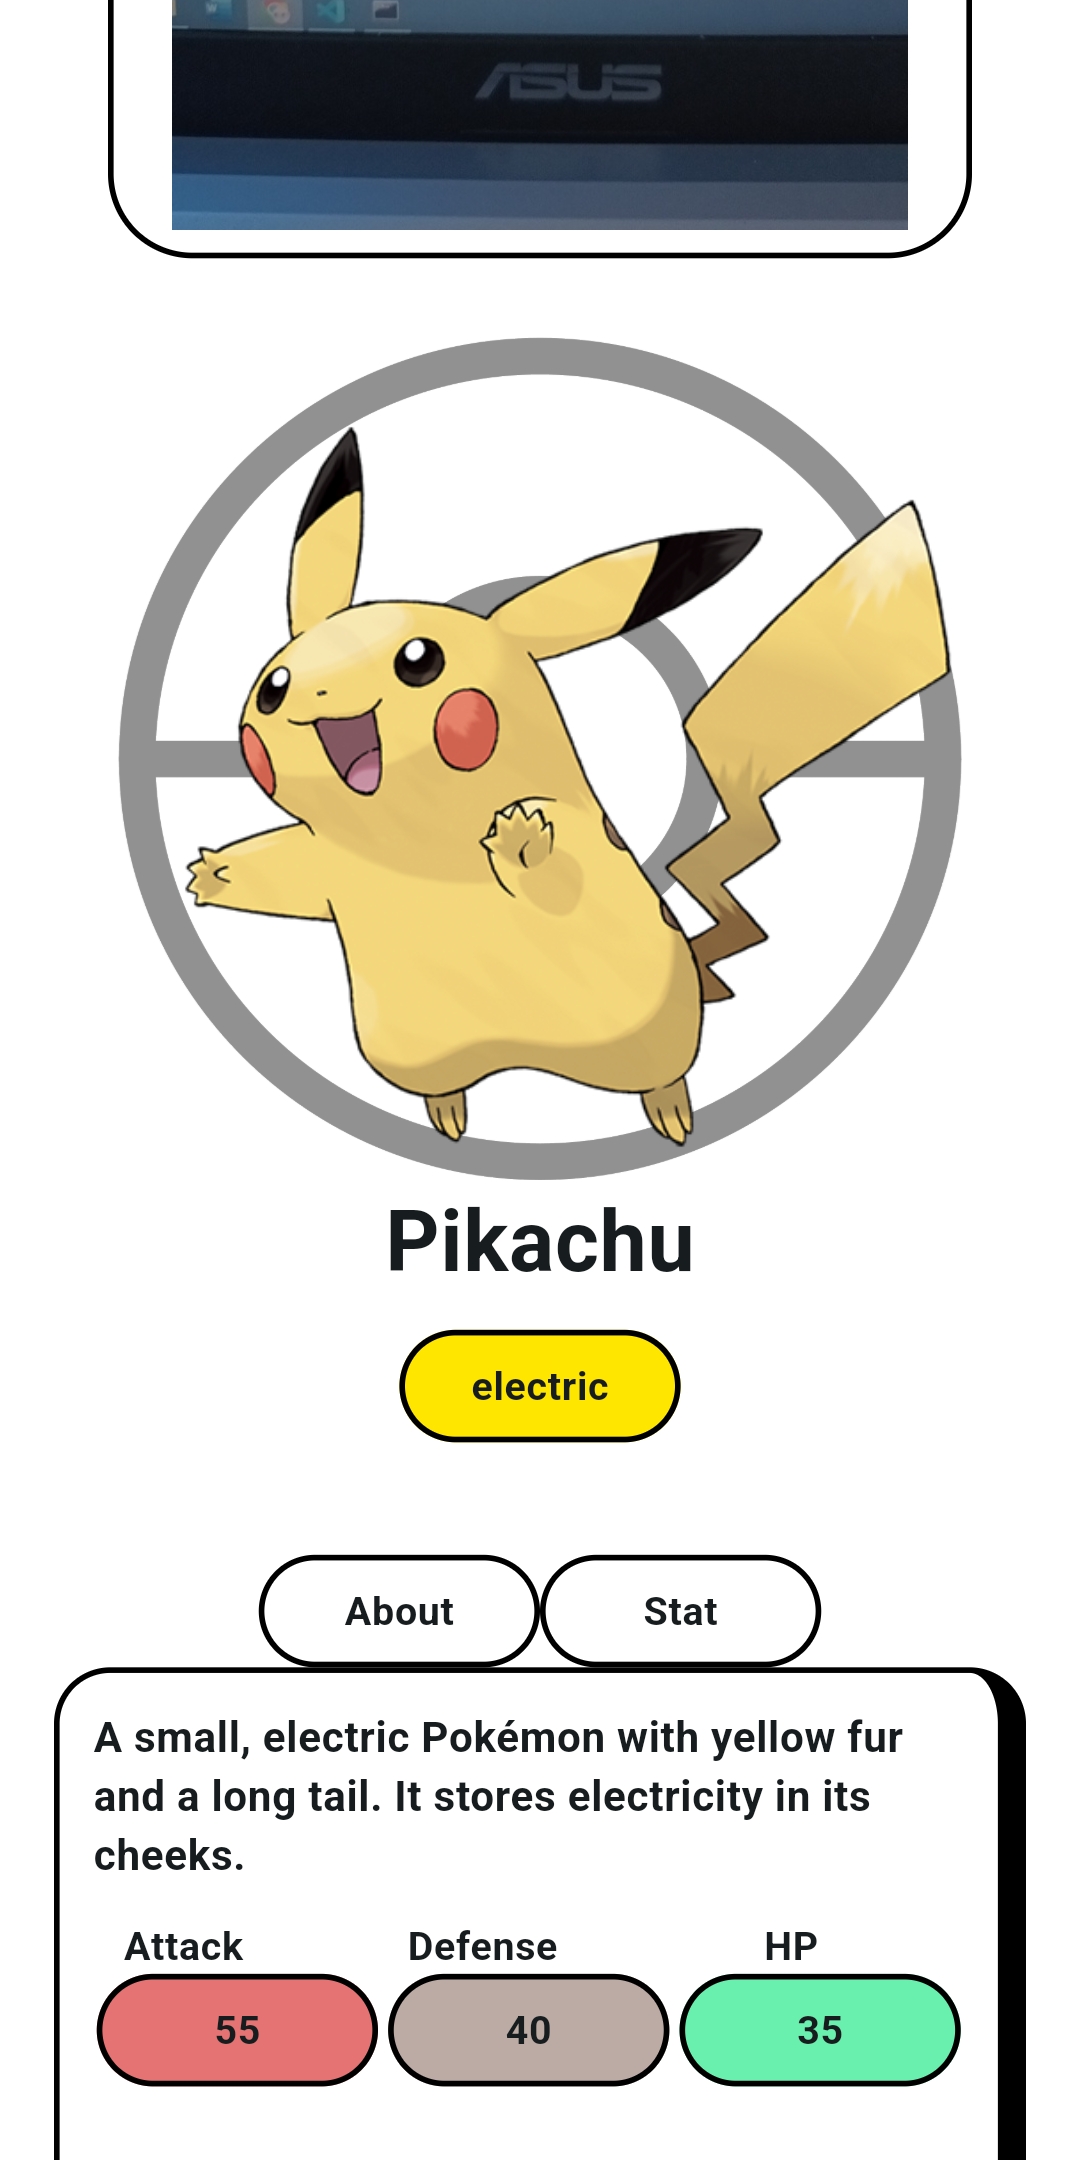 ASUS
Pikachu
electric
About Stat
A small, electric Pokémon with yellow fur
and a long tail. It stores electricity in its
cheeks.
Attack Defense HP
55 40 35